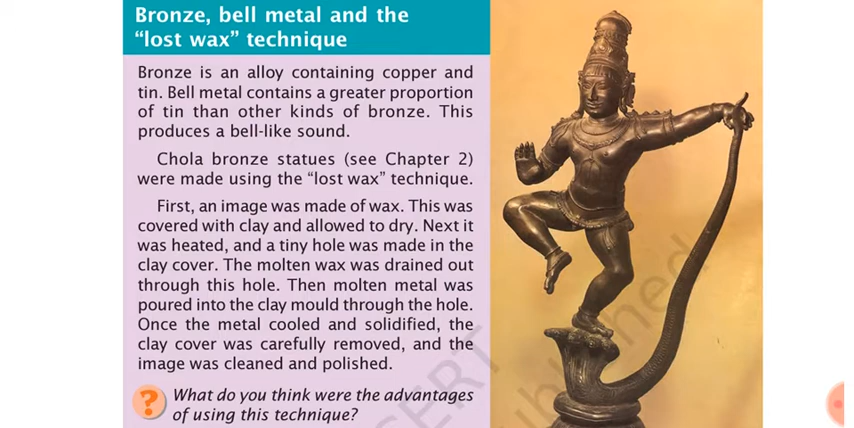 Bronze, bell metal and the
“lost wax” technique
Bronze is an alloy containing copper and
tin. Bell metal contains a greater proportion
of tin than other kinds of bronze. This
produces a bell-like sound.
Chola bronze statues (see Chapter 2)
were made using the “lost wax” technique.
First, an image was made of wax. This was
covered with clay and allowed to dry. Next it
was heated, and a tiny hole was made in the
clay cover. The molten wax was drained out
through this hole. Then molten metal was
poured into the clay mould through the hole.
Once the metal cooled and solidified, the
clay cover was carefully removed, and the
image was cleaned and polished.
? What do you think were the advantages
of using this technique?